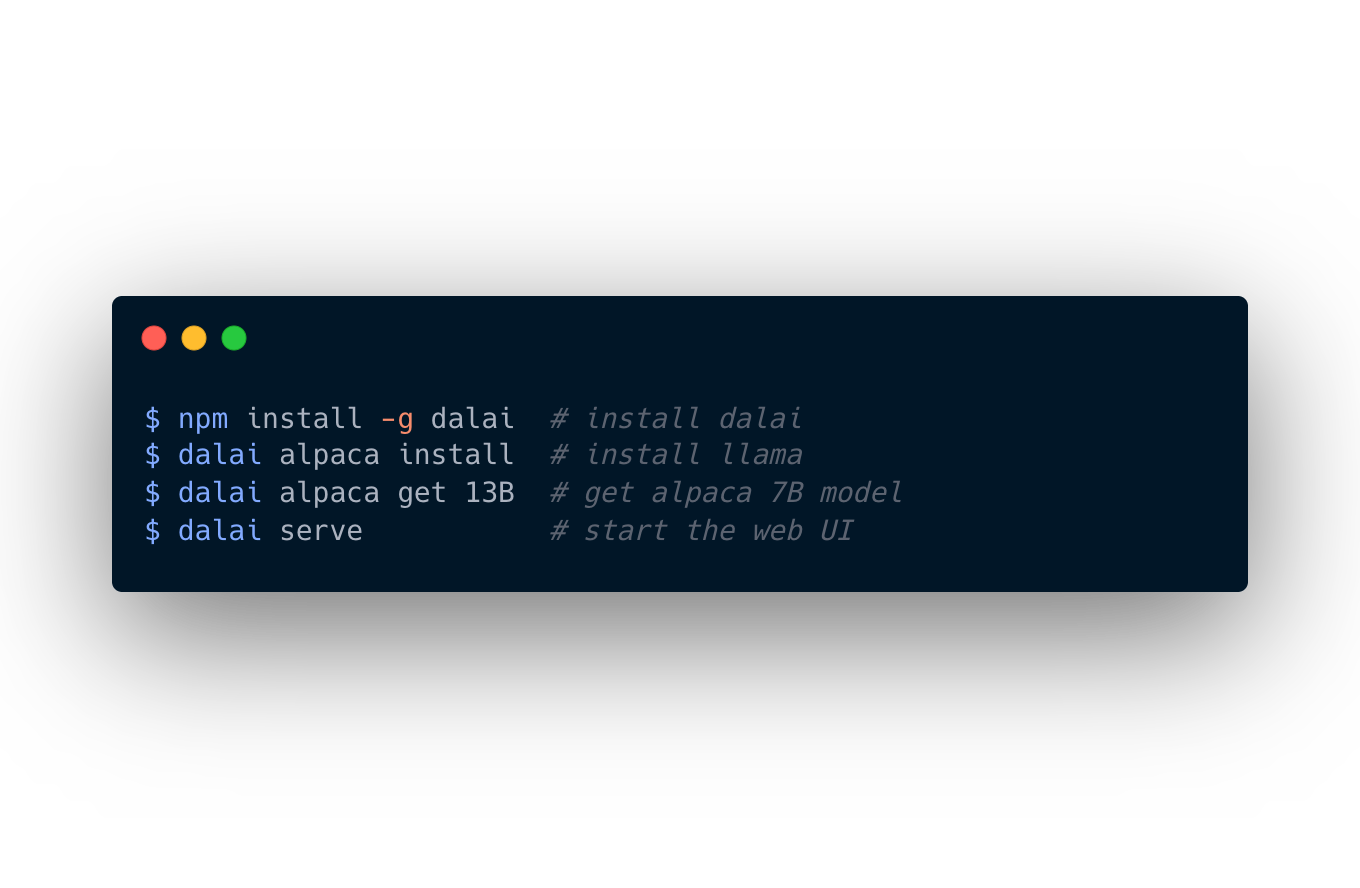 $ npm install -g dalai  # install dalai
$ dalai alpaca install  # install llama
$ dalai alpaca get 13B  # get alpaca 7B model
$ dalai serve           # start the web UI